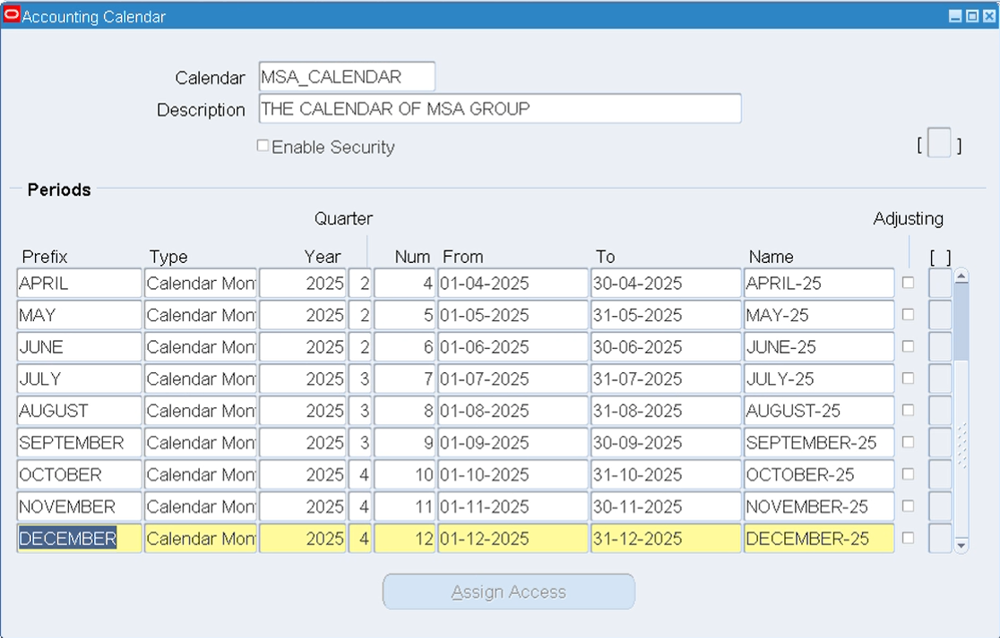 Accounting Calendar
Calendar MSA_CALENDAR
Description THE CALENDAR OF MSA GROUP
Enable Security [ ]
Periods
Quarter Adjusting
Prefix Type Year Num From To Name [ ]
APRIL Calendar Mon 2025 2 4 01-04-2025 30-04-2025 APRIL-25
MAY Calendar Mon 2025 2 5 01-05-2025 31-05-2025 MAY-25
JUNE Calendar Mon 2025 2 6 01-06-2025 30-06-2025 JUNE-25
JULY Calendar Mon 2025 3 7 01-07-2025 31-07-2025 JULY-25
AUGUST Calendar Mon 2025 3 8 01-08-2025 31-08-2025 AUGUST-25
SEPTEMBER Calendar Mon 2025 3 9 01-09-2025 30-09-2025 SEPTEMBER-25
OCTOBER Calendar Mon 2025 4 10 01-10-2025 31-10-2025 OCTOBER-25
NOVEMBER Calendar Mon 2025 4 11 01-11-2025 30-11-2025 NOVEMBER-25
DECEMBER Calendar Mon 2025 4 12 01-12-2025 31-12-2025 DECEMBER-25
Assign Access